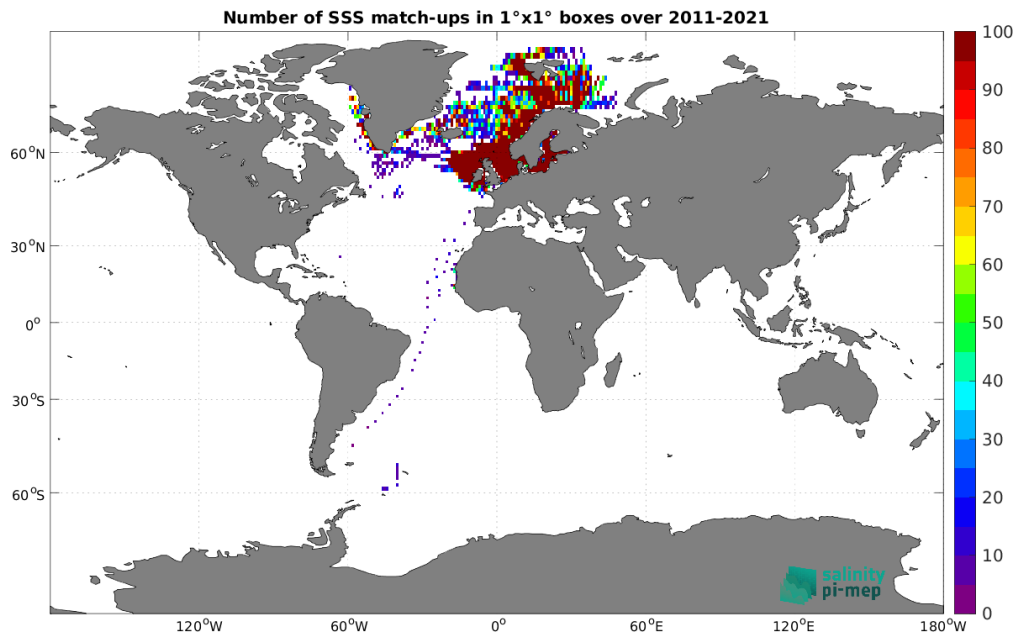 Number of SSS match-ups in 1°x1° boxes over 2011-2021
60°N
30°N
0°
30°S
60°S
120°W
60°W
0°E
60°E
120°E
180°W
100
90
80
70
60
50
40
30
20
10
0
salinity
pi-mep